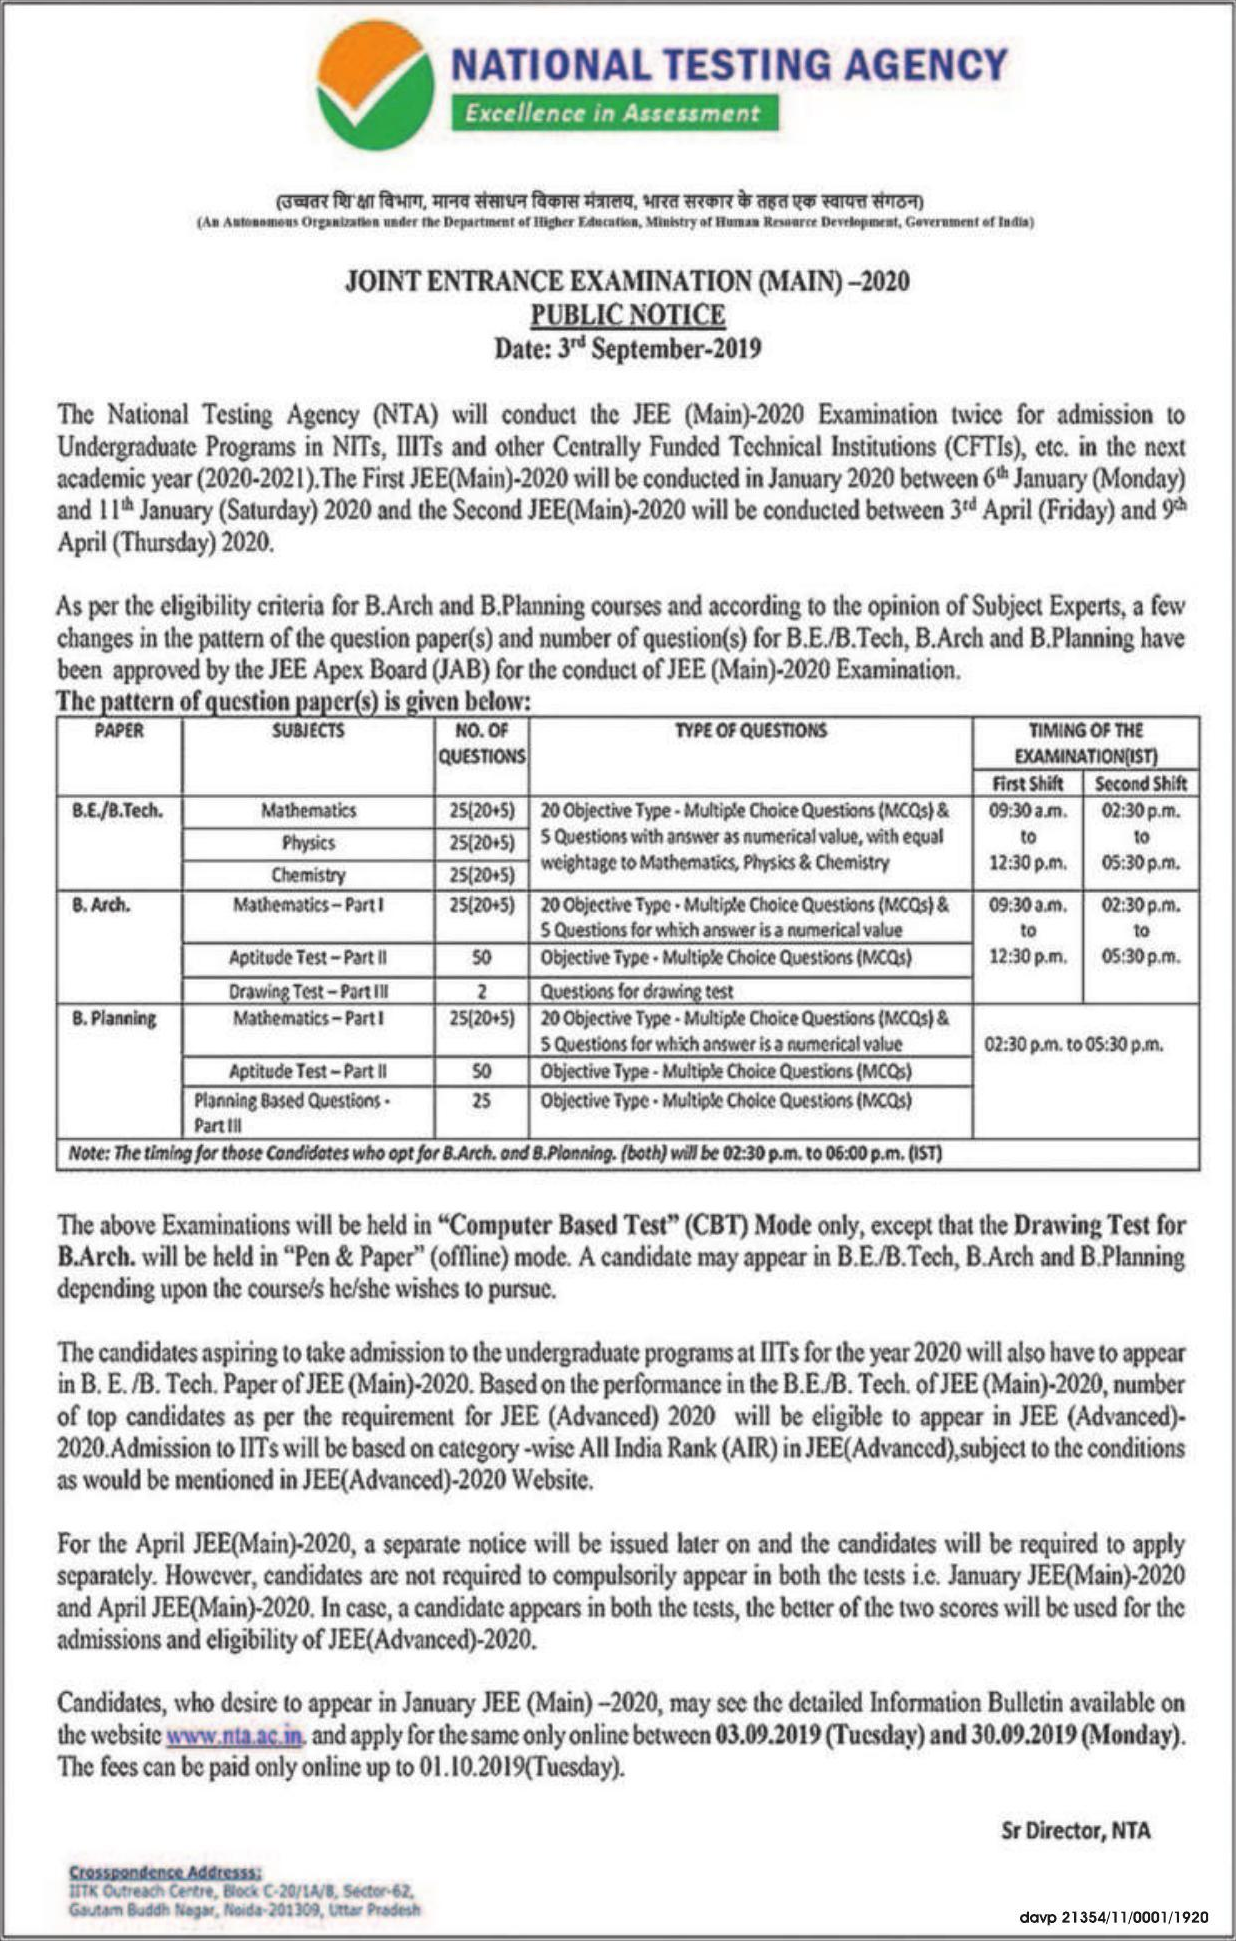 NATIONAL TESTING AGENCY
Excellence in Assessment
(उच्चतर शिक्षा विभाग, मानव संसाधन विकास मंत्रालय, भारत सरकार के तहत एक स्वायत्त संगठन)
(An Autonomous Organization under the Department of Higher Education, Ministry of Human Resource Development, Government of India)
JOINT ENTRANCE EXAMINATION (MAIN) –2020
PUBLIC NOTICE
Date: 3rd September-2019
The National Testing Agency (NTA) will conduct the JEE (Main)-2020 Examination twice for admission to
Undergraduate Programs in NITs, IIITs and other Centrally Funded Technical Institutions (CFTIs), etc. in the next
academic year (2020-2021).The First JEE(Main)-2020 will be conducted in January 2020 between 6th January (Monday)
and 11th January (Saturday) 2020 and the Second JEE(Main)-2020 will be conducted between 3rd April (Friday) and 9th
April (Thursday) 2020.
As per the eligibility criteria for B.Arch and B.Planning courses and according to the opinion of Subject Experts, a few
changes in the pattern of the question paper(s) and number of question(s) for B.E./B.Tech, B.Arch and B.Planning have
been approved by the JEE Apex Board (JAB) for the conduct of JEE (Main)-2020 Examination.
The pattern of question paper(s) is given below:
PAPER SUBJECTS NO. OF TYPE OF QUESTIONS TIMING OF THE
QUESTIONS EXAMINATION(IST)
First Shift Second Shift
B.E./B.Tech. Mathematics 25(20+5) 20 Objective Type - Multiple Choice Questions (MCQs) & 09:30 a.m. 02:30 p.m.
Physics 25(20+5) 5 Questions with answer as numerical value, with equal to to
Chemistry 25(20+5) weightage to Mathematics, Physics & Chemistry 12:30 p.m. 05:30 p.m.
B. Arch. Mathematics – Part I 25(20+5) 20 Objective Type - Multiple Choice Questions (MCQs) & 09:30 a.m. 02:30 p.m.
5 Questions for which answer is a numerical value to to
Aptitude Test – Part II 50 Objective Type - Multiple Choice Questions (MCQs) 12:30 p.m. 05:30 p.m.
Drawing Test – Part III 2 Questions for drawing test
B. Planning Mathematics – Part I 25(20+5) 20 Objective Type - Multiple Choice Questions (MCQs) &
5 Questions for which answer is a numerical value 02:30 p.m. to 05:30 p.m.
Aptitude Test – Part II 50 Objective Type - Multiple Choice Questions (MCQs)
Planning Based Questions - 25 Objective Type - Multiple Choice Questions (MCQs)
Part III
Note: The timing for those Candidates who opt for B.Arch. and B.Planning. (both) will be 02:30 p.m. to 06:00 p.m. (IST)
The above Examinations will be held in “Computer Based Test” (CBT) Mode only, except that the Drawing Test for
B.Arch. will be held in “Pen & Paper” (offline) mode. A candidate may appear in B.E./B.Tech, B.Arch and B.Planning
depending upon the course/s he/she wishes to pursue.
The candidates aspiring to take admission to the undergraduate programs at IITs for the year 2020 will also have to appear
in B. E. /B. Tech. Paper of JEE (Main)-2020. Based on the performance in the B.E./B. Tech. of JEE (Main)-2020, number
of top candidates as per the requirement for JEE (Advanced) 2020 will be eligible to appear in JEE (Advanced)-
2020.Admission to IITs will be based on category -wise All India Rank (AIR) in JEE(Advanced),subject to the conditions
as would be mentioned in JEE(Advanced)-2020 Website.
For the April JEE(Main)-2020, a separate notice will be issued later on and the candidates will be required to apply
separately. However, candidates are not required to compulsorily appear in both the tests i.e. January JEE(Main)-2020
and April JEE(Main)-2020. In case, a candidate appears in both the tests, the better of the two scores will be used for the
admissions and eligibility of JEE(Advanced)-2020.
Candidates, who desire to appear in January JEE (Main) –2020, may see the detailed Information Bulletin available on
the website www.nta.ac.in. and apply for the same only online between 03.09.2019 (Tuesday) and 30.09.2019 (Monday).
The fees can be paid only online up to 01.10.2019(Tuesday).
Sr Director, NTA
Crosspondence Addresss:
IITK Outreach Centre, Block C-20/1A/8, Sector-62,
Gautam Buddh Nagar, Noida-201309, Uttar Pradesh
davp 21354/11/0001/1920